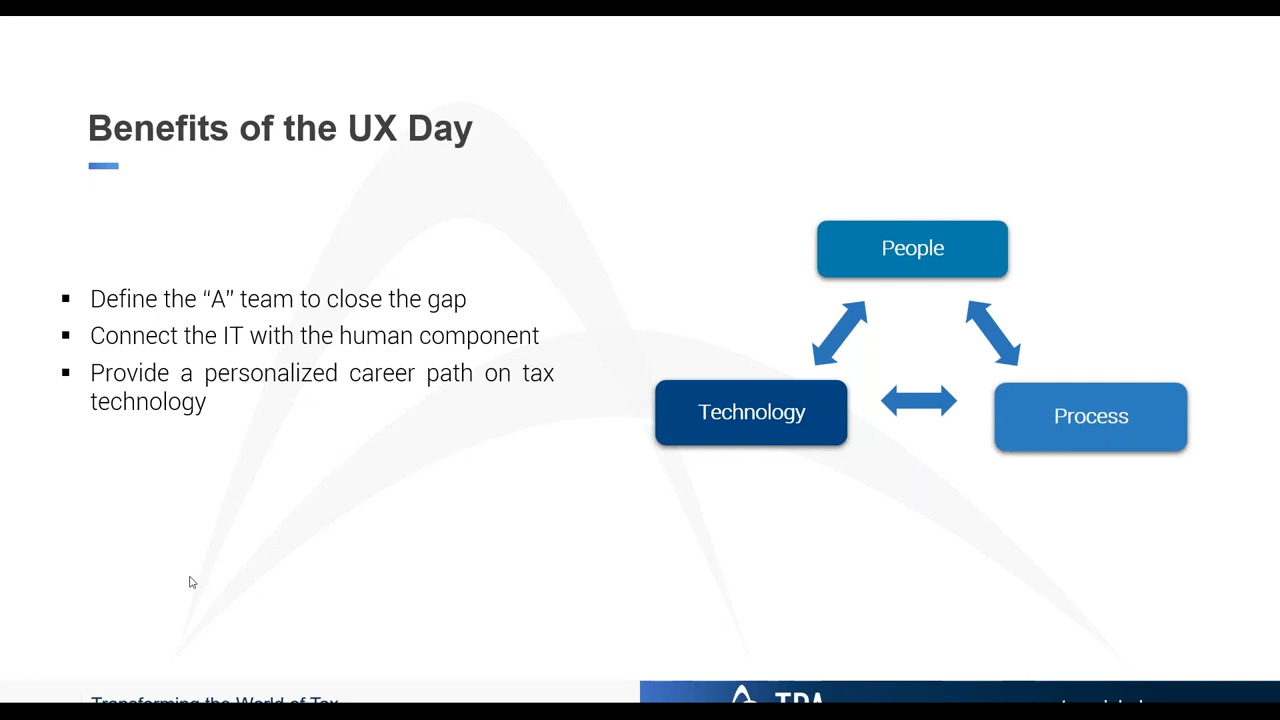 Benefits of the UX Day
▪ Define the “A” team to close the gap
▪ Connect the IT with the human component
▪ Provide a personalized career path on tax
technology
People
Technology
Process
Transforming the World of Tax
TPA